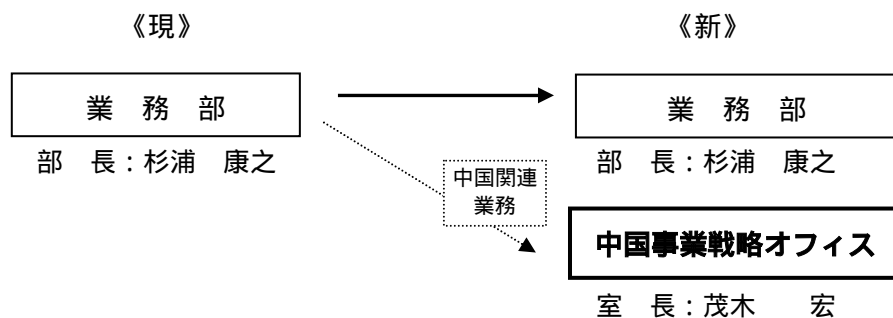 《現》
《新》
業　務　部
業　務　部
部　長：杉浦　康之
部　長：杉浦　康之
中国関連
業務
中国事業戦略オフィス
室　長：茂木　　宏